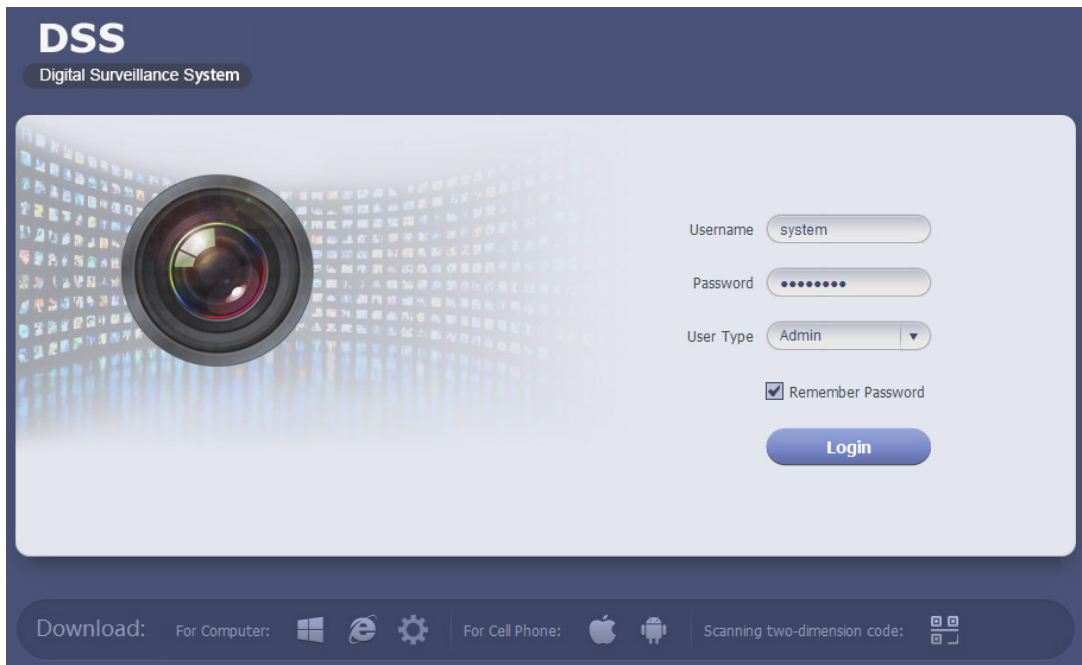 DSS
Digital Surveillance System
Username system
Password ••••••••
User Type Admin
Remember Password
Login
Download: For Computer: For Cell Phone: Scanning two-dimension code: